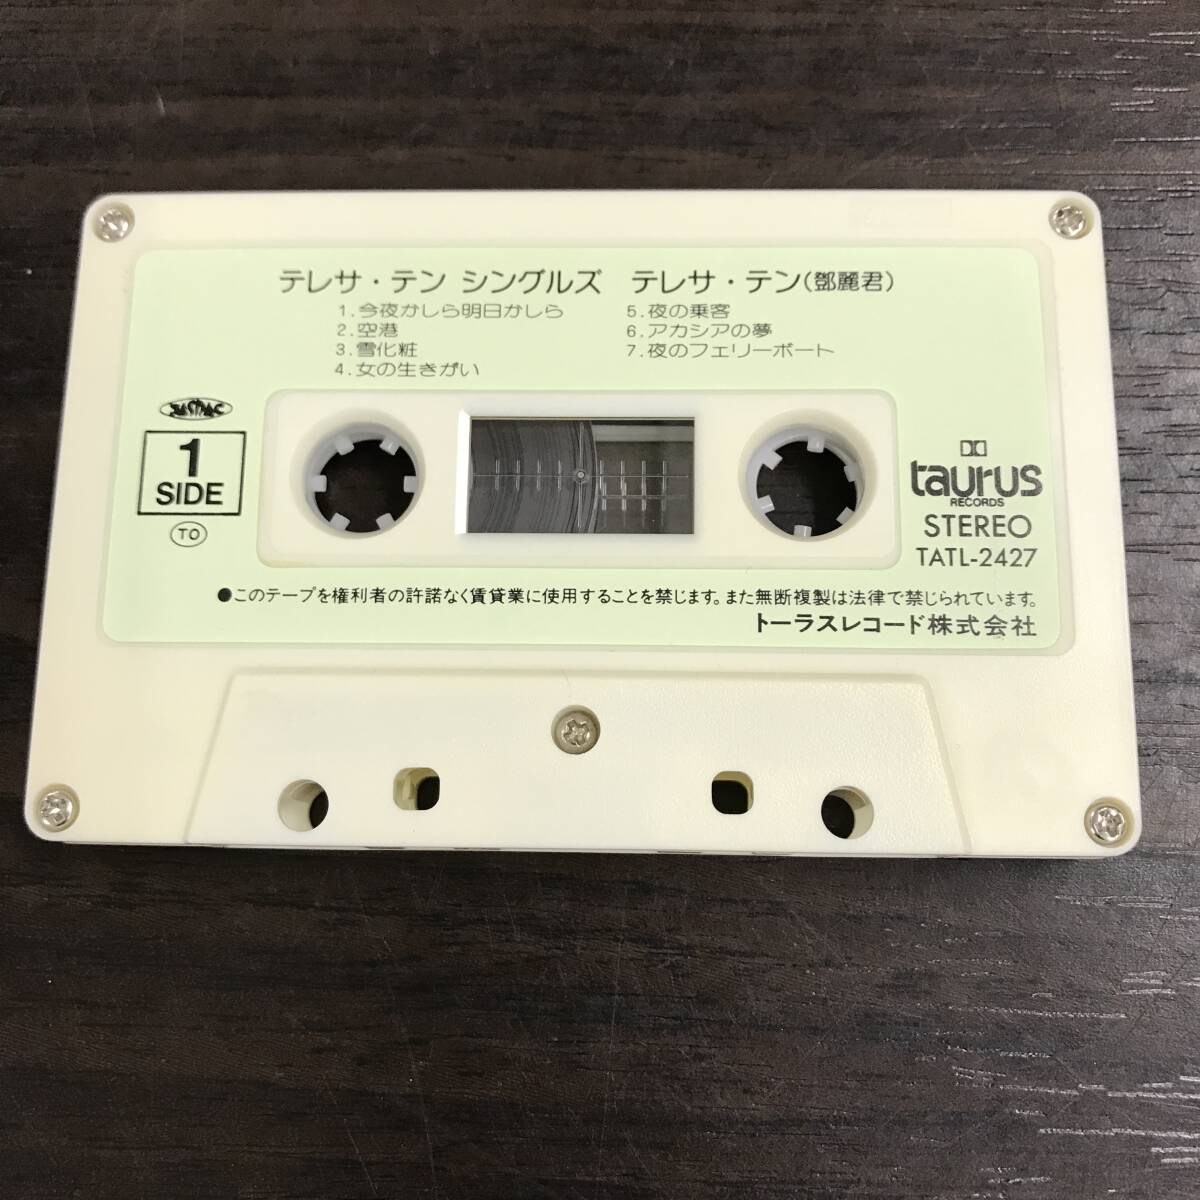 テレサ・テン シングルズ テレサ・テン(鄧麗君)
1.今夜かしら明日かしら
2.空港
3.雪化粧
4.女の生きがい
5.夜の乗客
6.アカシアの夢
7.夜のフェリーボート
1
SIDE
TO
taurus
RECORDS
STEREO
TATL-2427
●このテープを権利者の許諾なく賃貸業に使用することを禁じます。また無断複製は法律で禁じられています。
トーラスレコード株式会社